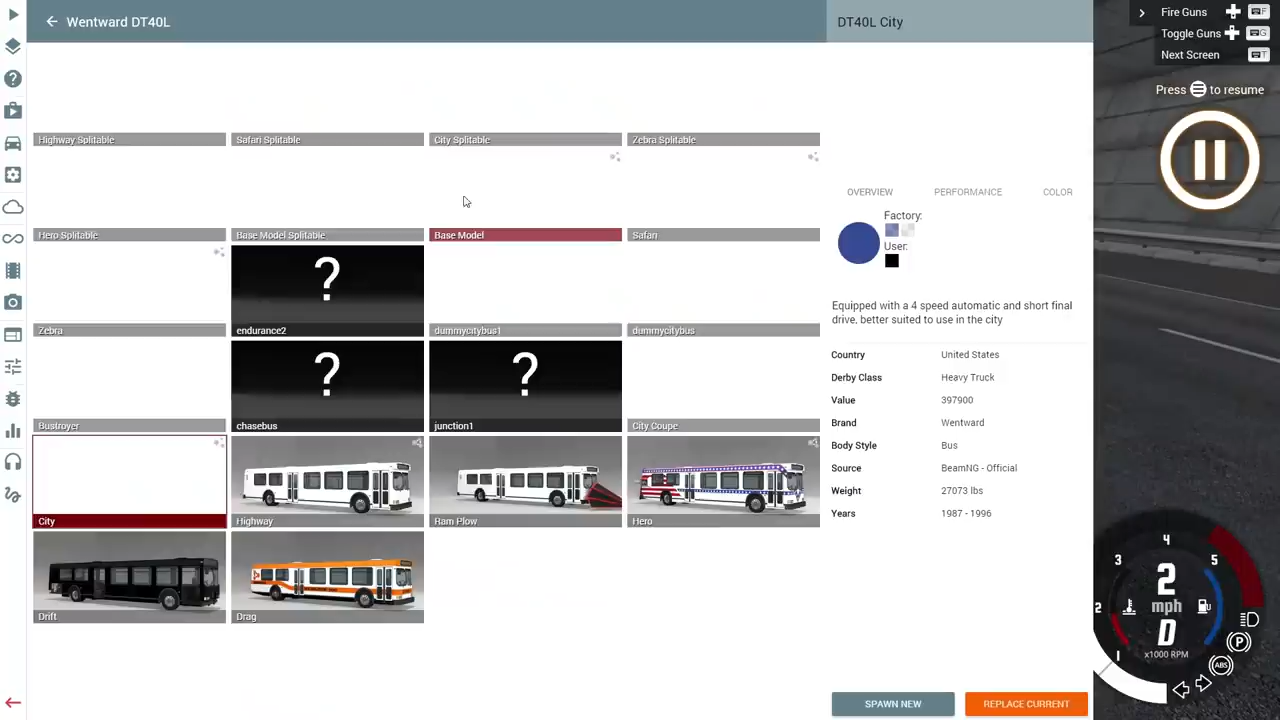 Wentward DT40L
DT40L City
Fire Guns
F
Toggle Guns
G
Next Screen
T
Press to resume
Highway Splitable
Safari Splitable
City Splitable
Zebra Splitable
Hero Splitable
Base Model Splitable
Base Model
Safari
Zebra
?
endurance2
dummycitybus1
dummycitybus
Bustroyer
?
chasebus
?
junction1
City Coupe
City
Highway
Ram Plow
Hero
Drift
Drag
OVERVIEW
PERFORMANCE
COLOR
Factory:
User:
Equipped with a 4 speed automatic and short final
drive, better suited to use in the city
Country United States
Derby Class Heavy Truck
Value 397900
Brand Wentward
Body Style Bus
Source BeamNG - Official
Weight 27073 lbs
Years 1987 - 1996
SPAWN NEW
REPLACE CURRENT
1
2
3
4
5
2
mph
D
x1000 RPM
P
ABS